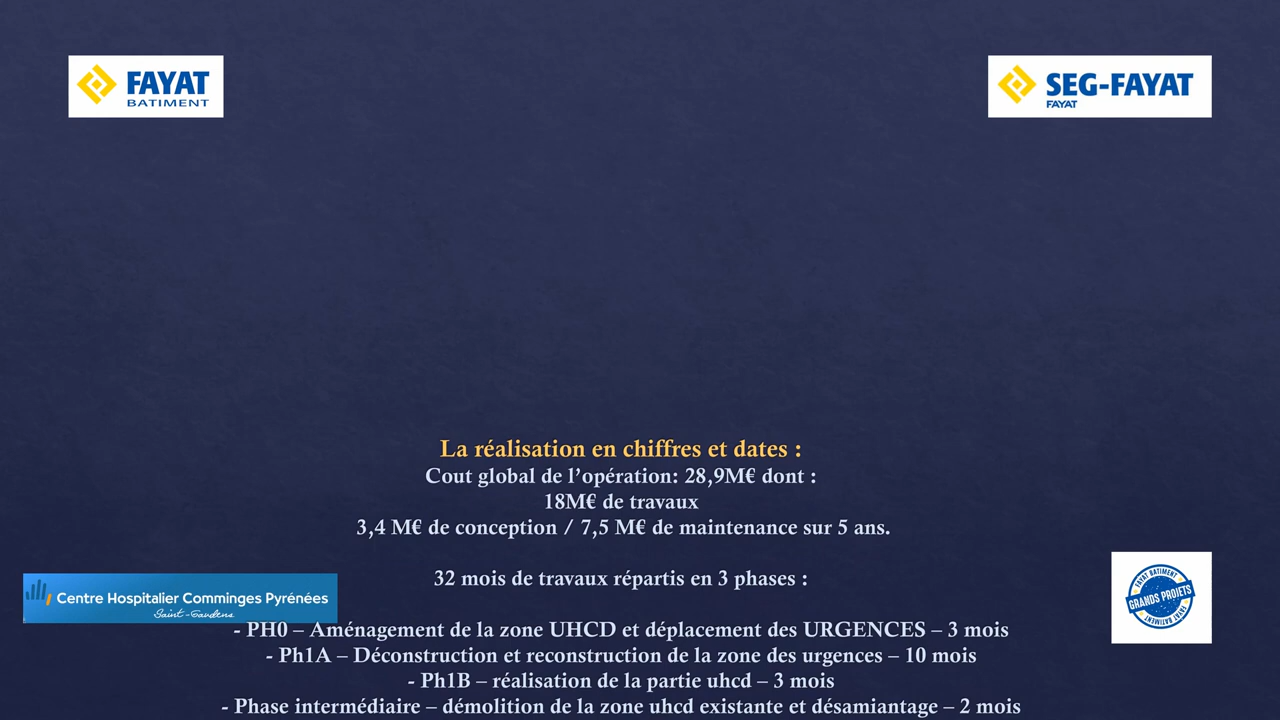 FAYAT
BATIMENT
SEG-FAYAT
FAYAT
La réalisation en chiffres et dates :
Cout global de l’opération: 28,9M€ dont :
18M€ de travaux
3,4 M€ de conception / 7,5 M€ de maintenance sur 5 ans.
32 mois de travaux répartis en 3 phases :
Centre Hospitalier Comminges Pyrénées
Saint-Gaudens
FAYAT BATIMENT
GRANDS PROJETS
FAYAT BATIMENT
- PH0 – Aménagement de la zone UHCD et déplacement des URGENCES – 3 mois
- Ph1A – Déconstruction et reconstruction de la zone des urgences – 10 mois
- Ph1B – réalisation de la partie uhcd – 3 mois
- Phase intermédiaire – démolition de la zone uhcd existante et désamiantage – 2 mois